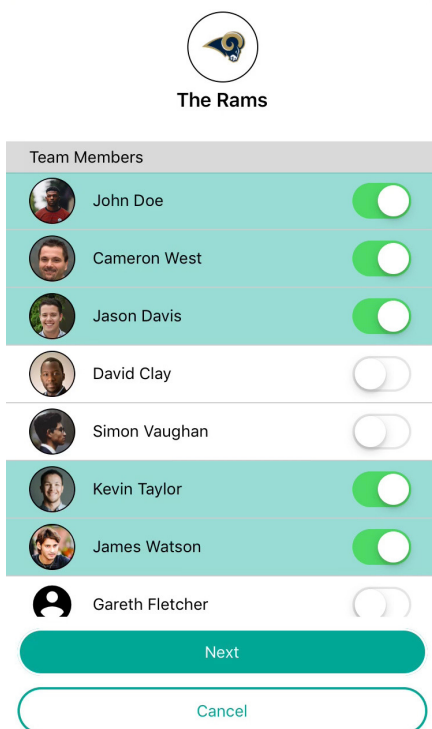 The Rams
Team Members
John Doe
Cameron West
Jason Davis
David Clay
Simon Vaughan
Kevin Taylor
James Watson
Gareth Fletcher
Next
Cancel